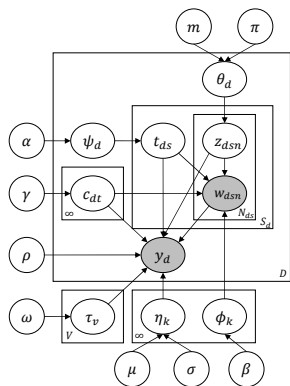 m π
θ_d
α ψ_d t_ds z_dsn
γ c_dt w_dsn
∞ N_ds
S_d
ρ y_d D
ω τ_v η_k ϕ_k
V ∞
μ σ β